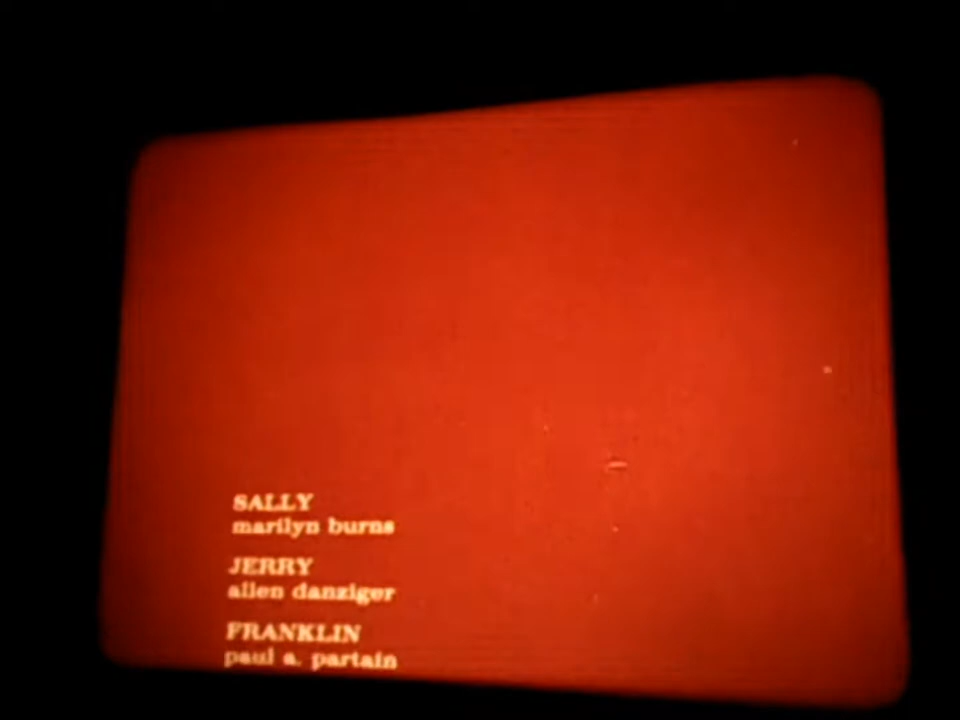 SALLY
marilyn burns
JERRY
allen danziger
FRANKLIN
paul a. partain